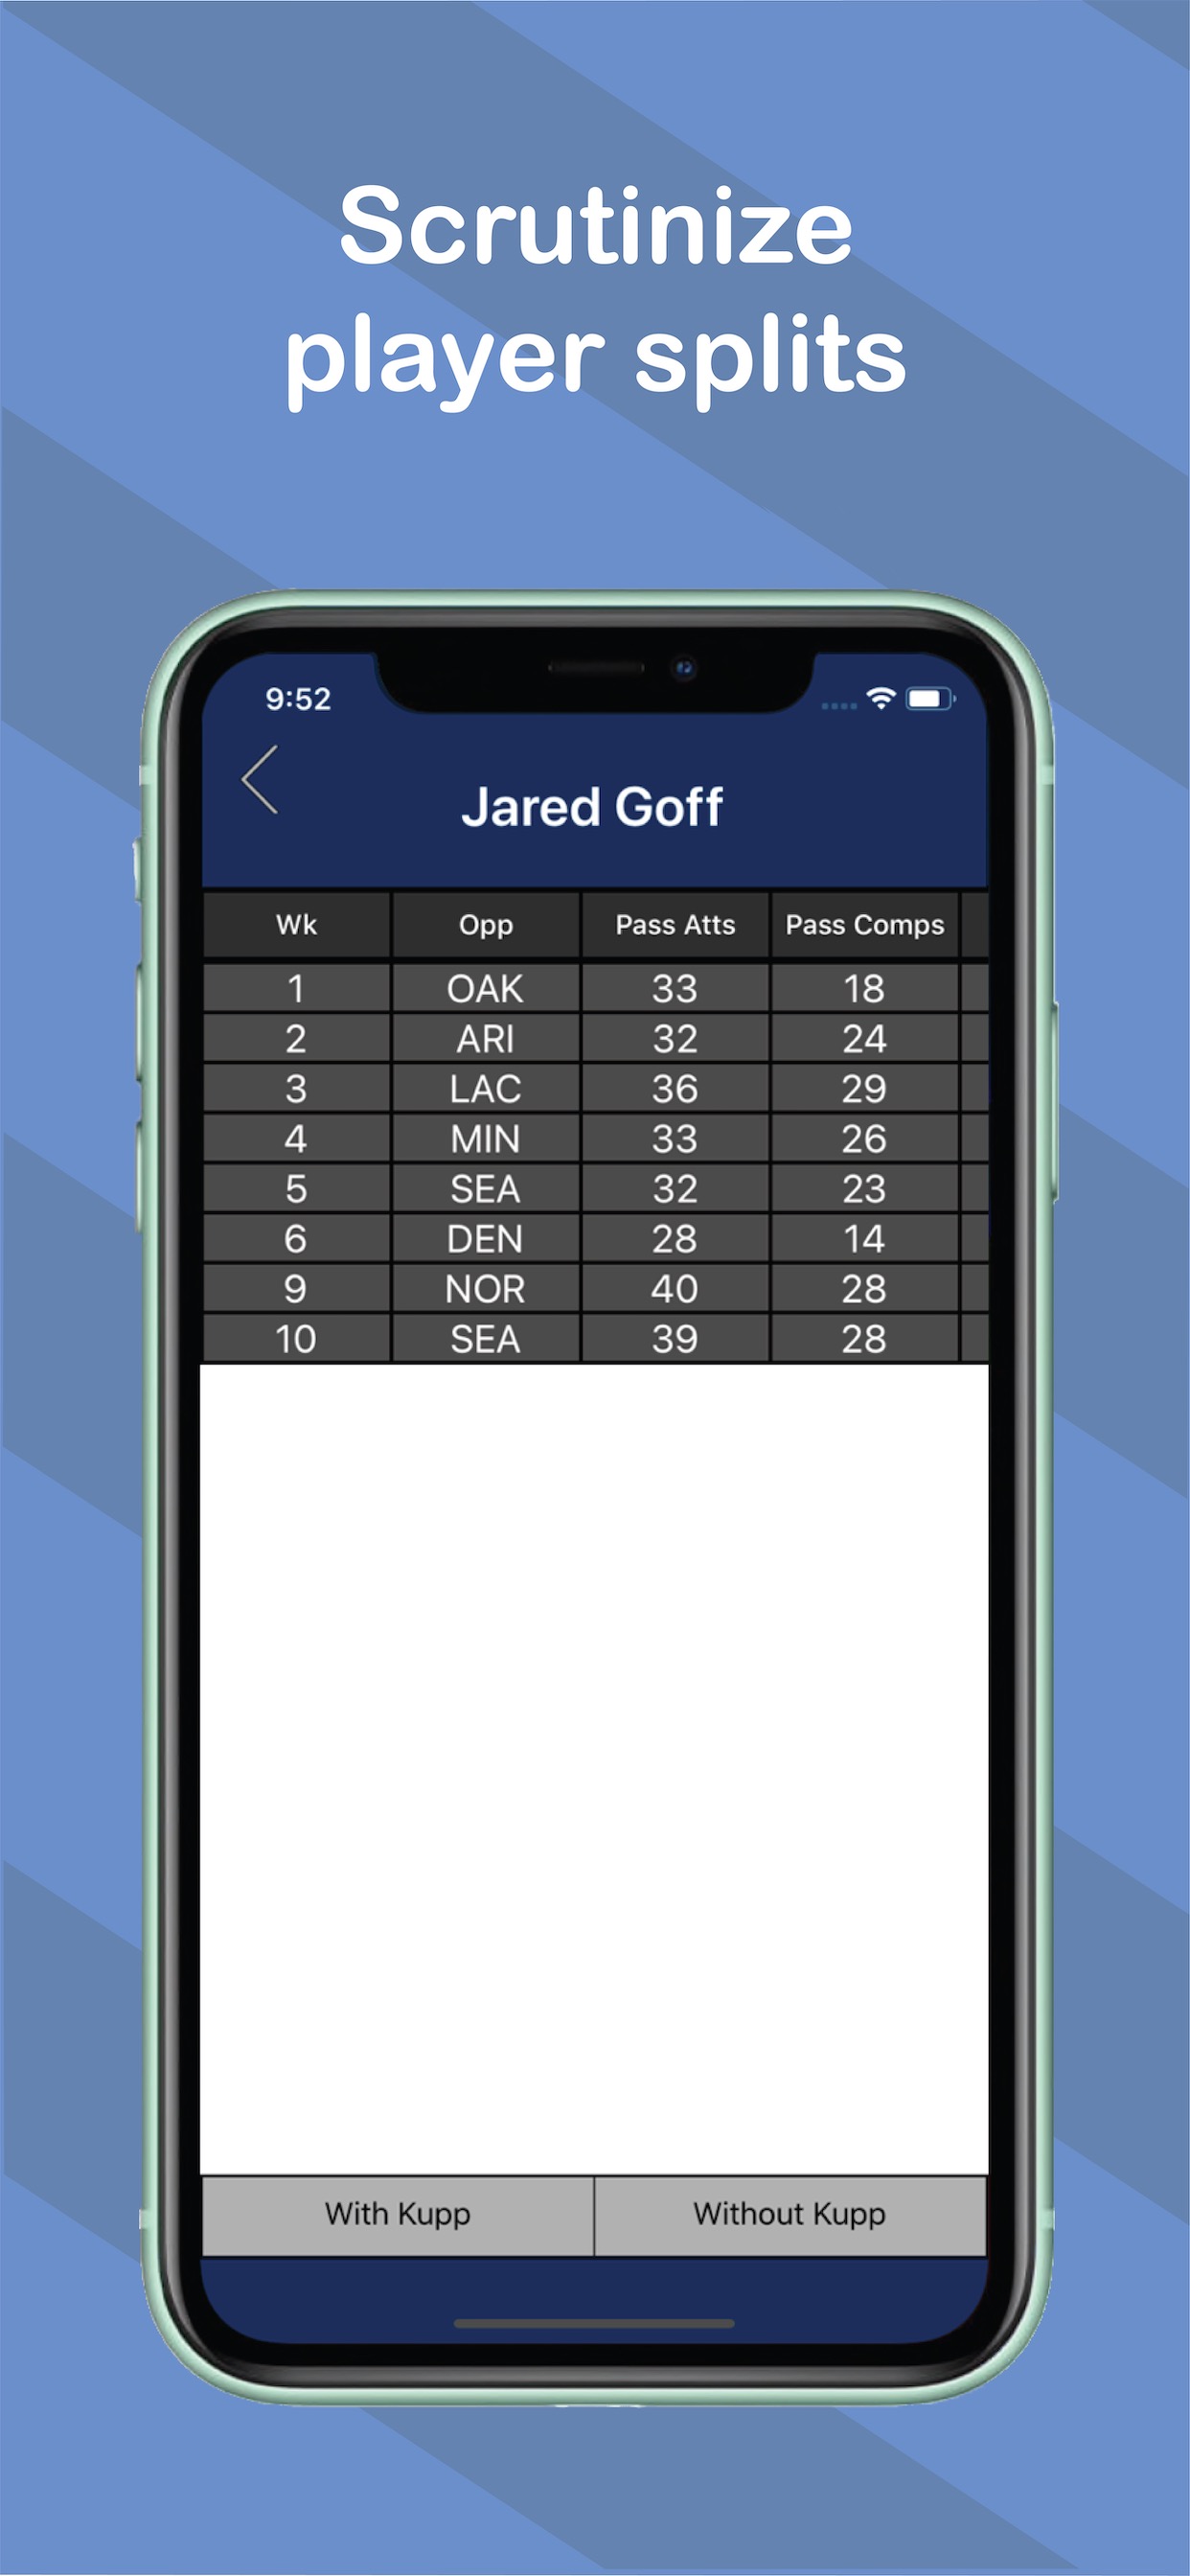 Scrutinize
player splits
9:52
Jared Goff
Wk Opp Pass Atts Pass Comps
1 OAK 33 18
2 ARI 32 24
3 LAC 36 29
4 MIN 33 26
5 SEA 32 23
6 DEN 28 14
9 NOR 40 28
10 SEA 39 28
With Kupp Without Kupp